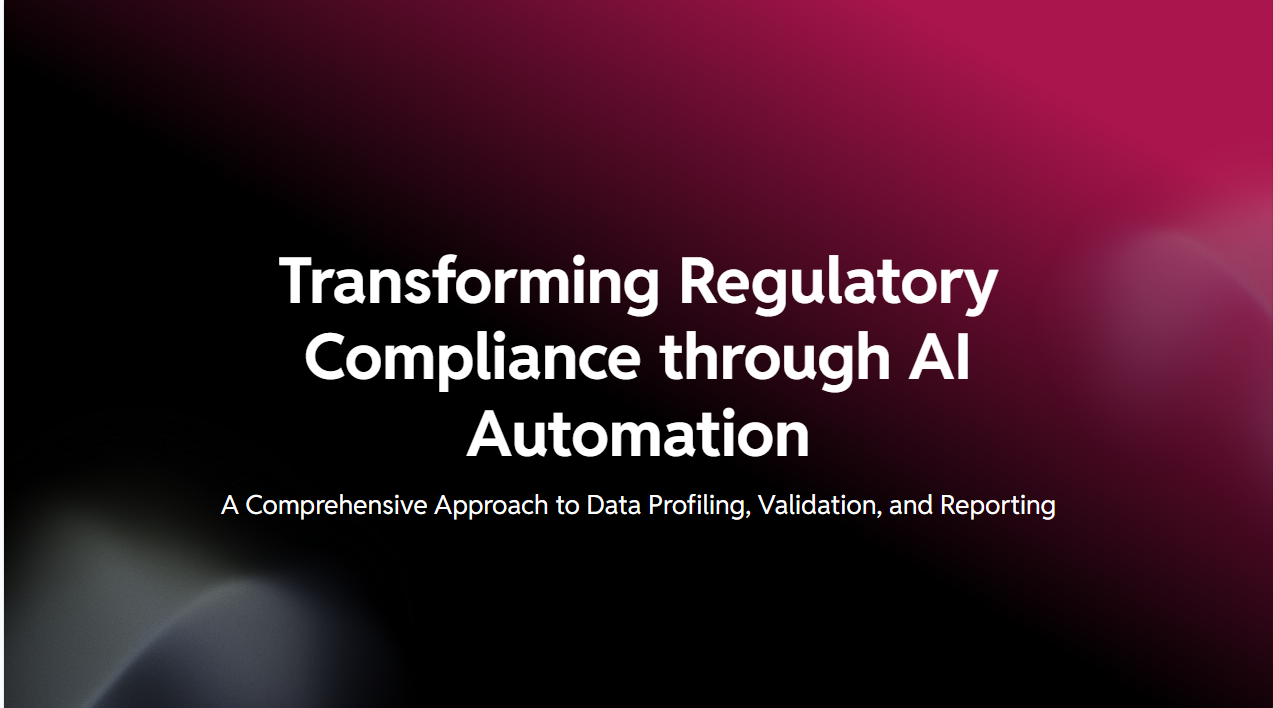 Transforming Regulatory
Compliance through AI
Automation
A Comprehensive Approach to Data Profiling, Validation, and Reporting